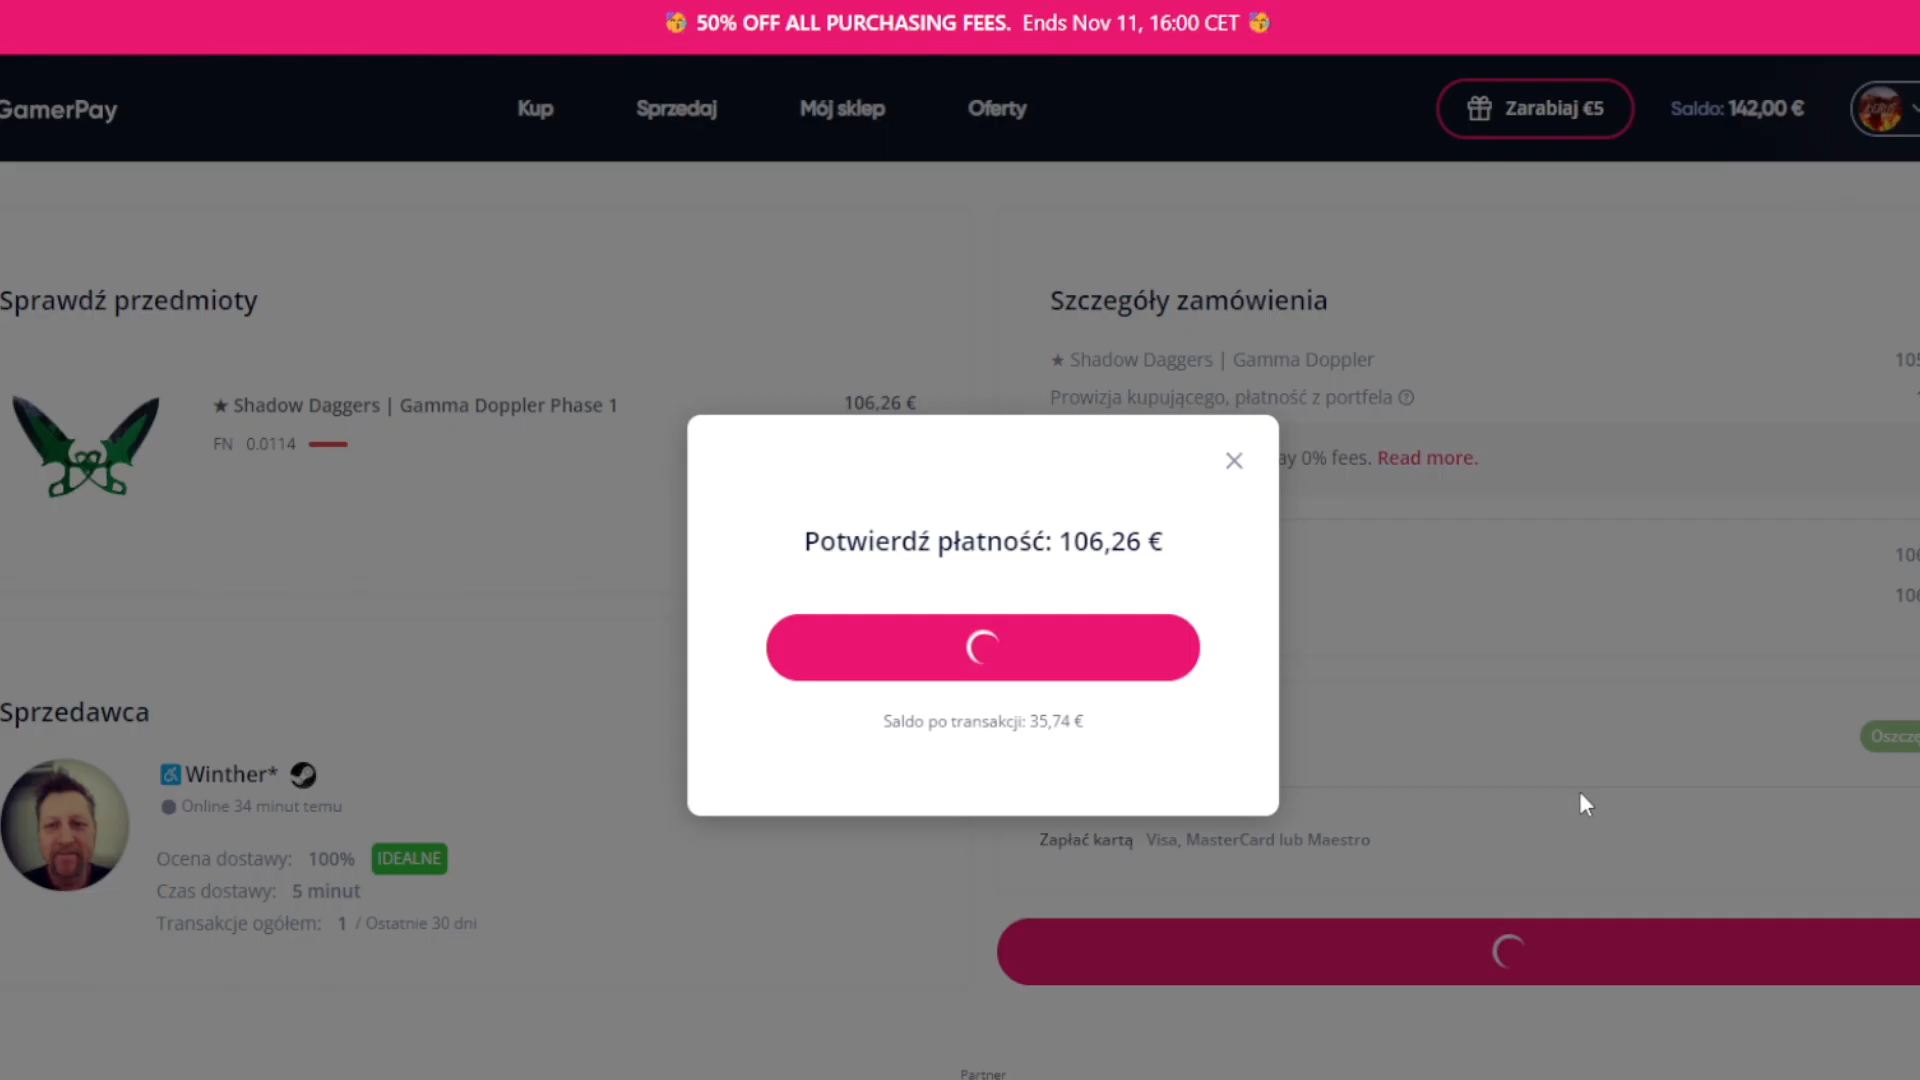 50% OFF ALL PURCHASING FEES. Ends Nov 11, 16:00 CET
GamerPay
Kup
Sprzedaj
Mój sklep
Oferty
Zarabiaj €5
Saldo: 142,00 €
Sprawdź przedmioty
★ Shadow Daggers | Gamma Doppler Phase 1
106,26 €
FN 0.0114
Szczegóły zamówienia
★ Shadow Daggers | Gamma Doppler
Prowizja kupującego, płatność z portfela
0% fees. Read more.
Potwierdź płatność: 106,26 €
Saldo po transakcji: 35,74 €
Sprzedawca
Winther*
Online 34 minut temu
Ocena dostawy: 100% IDEALNE
Czas dostawy: 5 minut
Transakcje ogółem: 1 / Ostatnie 30 dni
Zapłać kartą Visa, MasterCard lub Maestro
Partner